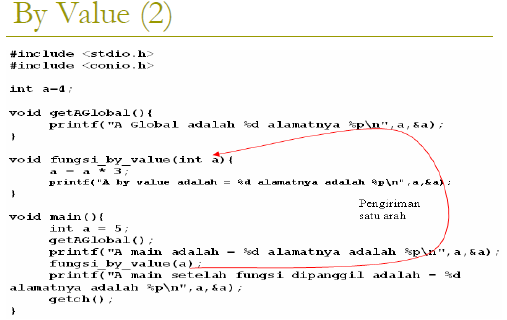 By Value (2)
#include <stdio.h>
#include <conio.h>
int a=4;
void getAGlobal(){
printf("A Global adalah %d alamatnya %p\n",a,&a);
}
void fungsi_by_value(int a){
a = a * 3;
printf("A by value adalah = %d alamatnya adalah %p\n",a,&a);
}
Pengiriman
satu arah
void main(){
int a = 5;
getAGlobal();
printf("A main adalah = %d alamatnya adalah %p\n",a,&a);
fungsi_by_value(a);
printf("A main setelah fungsi dipanggil adalah = %d
alamatnya adalah %p\n",a,&a);
getch();
}